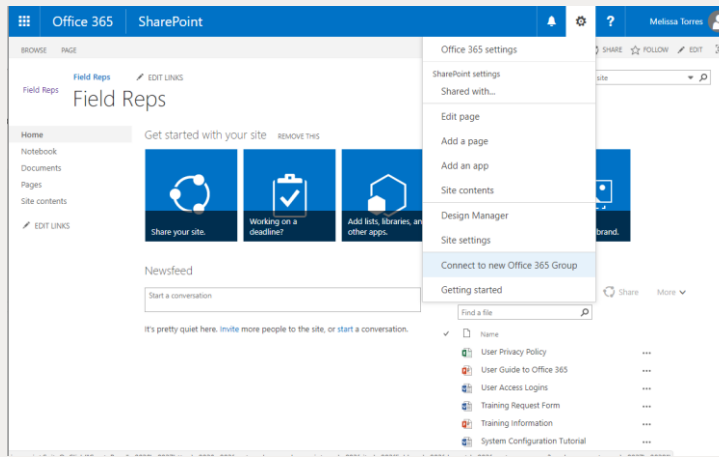 Office 365 SharePoint ? Melissa Torres
BROWSE PAGE
SHARE FOLLOW EDIT
Field Reps
Field Reps EDIT LINKS
Field Reps
site
Home
Notebook
Documents
Pages
Site contents
EDIT LINKS
Get started with your site REMOVE THIS
Share your site.
Working on a
deadline?
Add lists, libraries, an
other apps.
brand.
Office 365 settings
SharePoint settings
Shared with...
Edit page
Add a page
Add an app
Site contents
Design Manager
Site settings
Connect to new Office 365 Group
Getting started
Newsfeed
Start a conversation
It's pretty quiet here. Invite more people to the site, or start a conversation.
Share More
Find a file
Name
User Privacy Policy ...
User Guide to Office 365 ...
User Access Logins ...
Training Request Form ...
Training Information ...
System Configuration Tutorial ...